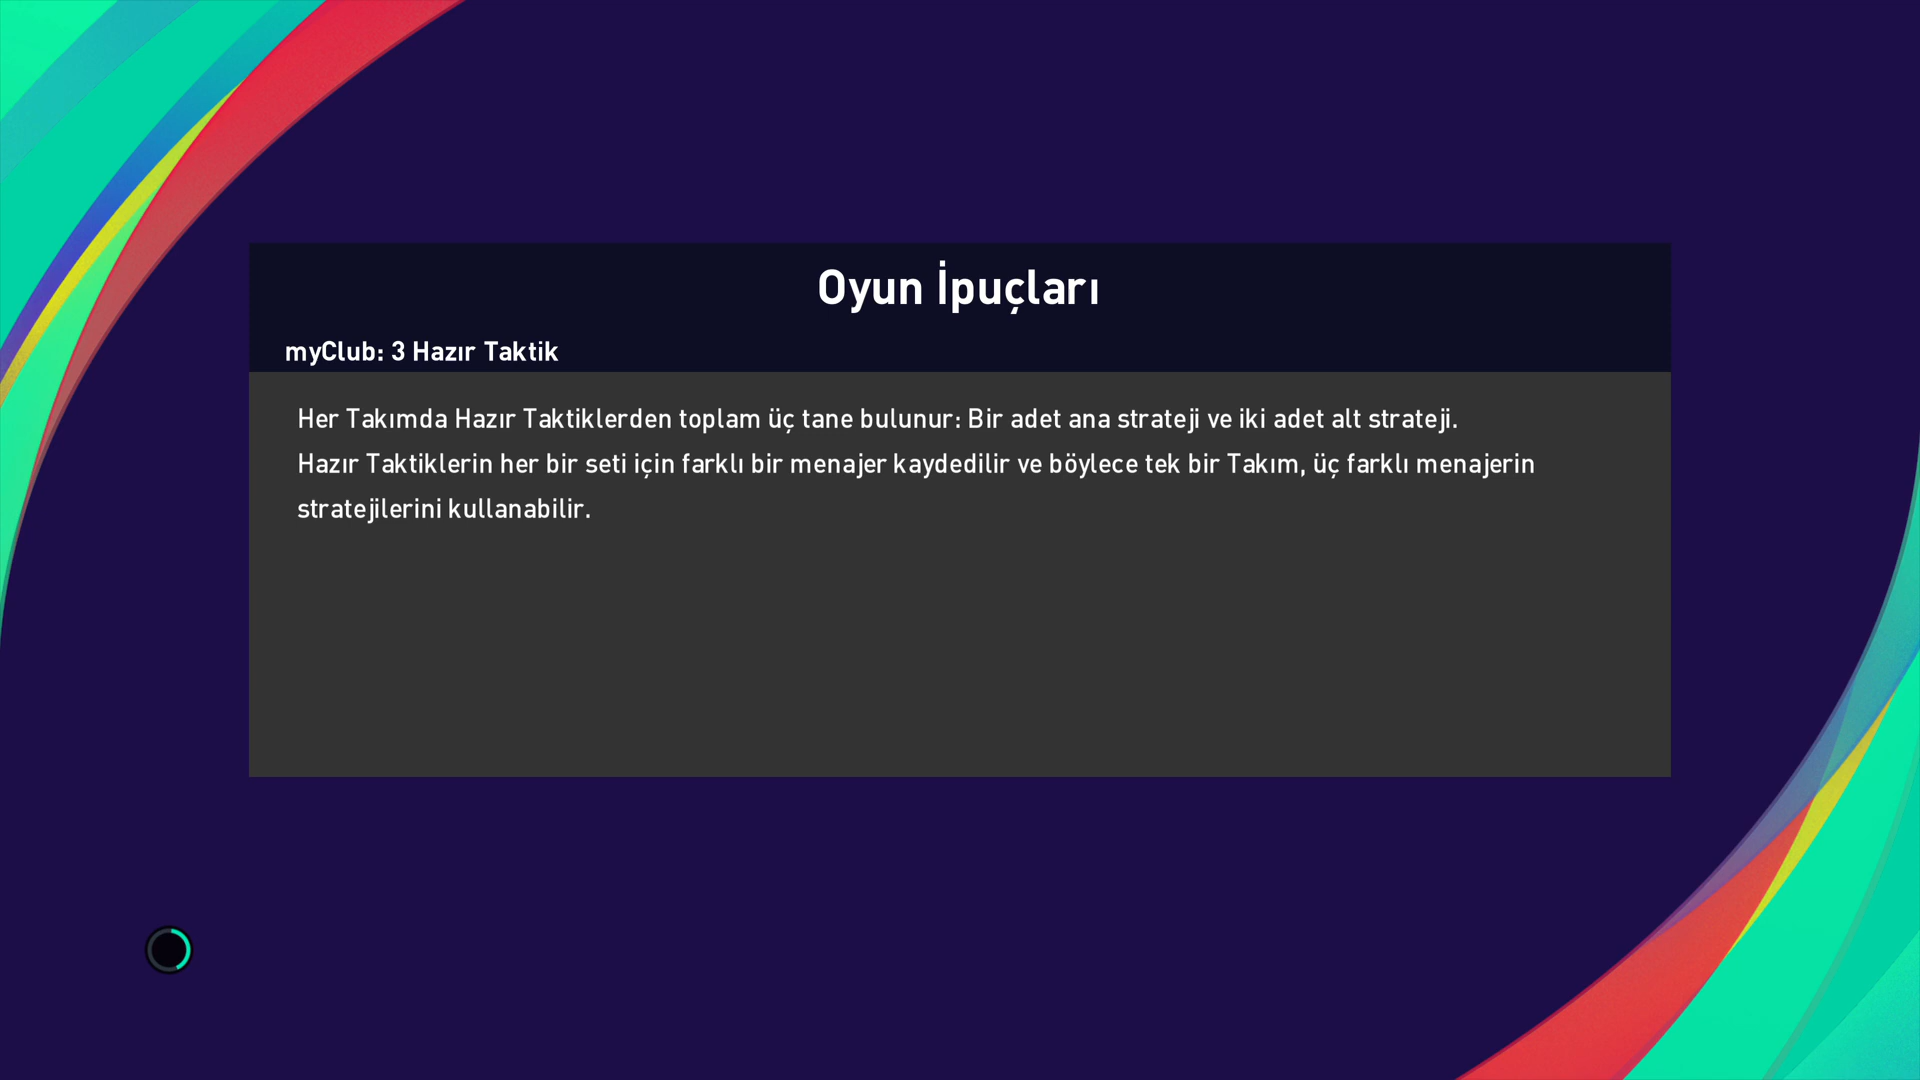 Oyun İpuçları
myClub: 3 Hazır Taktik
Her Takımda Hazır Taktiklerden toplam üç tane bulunur: Bir adet ana strateji ve iki adet alt strateji.
Hazır Taktiklerin her bir seti için farklı bir menajer kaydedilir ve böylece tek bir Takım, üç farklı menajerin
stratejilerini kullanabilir.